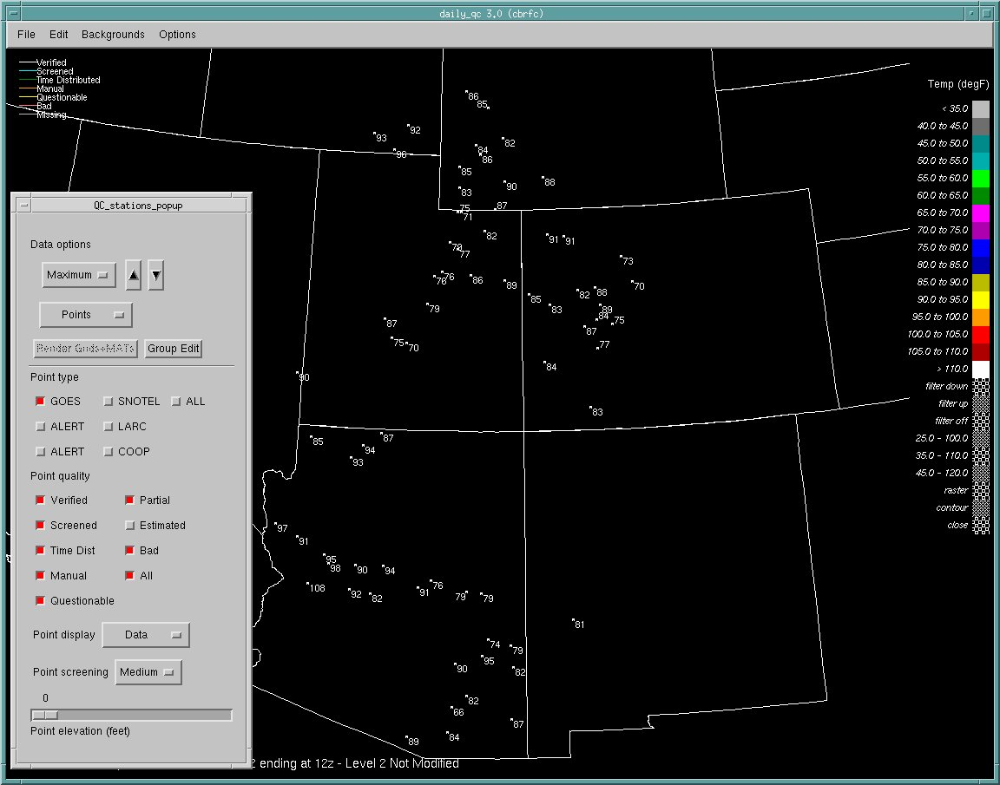 daily_qc 3.0 (cbrfc)
File Edit Backgrounds Options
Verified
Screened
Time Distributed
Manual
Questionable
Bad
Missing
Temp (degF)
< 35.0
40.0 to 45.0
45.0 to 50.0
50.0 to 55.0
55.0 to 60.0
60.0 to 65.0
65.0 to 70.0
70.0 to 75.0
75.0 to 80.0
80.0 to 85.0
85.0 to 90.0
90.0 to 95.0
95.0 to 100.0
100.0 to 105.0
105.0 to 110.0
> 110.0
filter down
filter up
filter off
25.0 - 100.0
35.0 - 110.0
45.0 - 120.0
raster
contour
close
QC_stations_popup
Data options
Maximum
Points
Render Grids+MATs Group Edit
Point type
GOES SNOTEL ALL
ALERT LARC
ALERT COOP
Point quality
Verified Partial
Screened Estimated
Time Dist Bad
Manual All
Questionable
Point display Data
Point screening Medium
0
Point elevation (feet)
86
85
92
93
96
82
84
86
85
88
90
83
87
75
71
82
91 91
78
77
73
76 76
86
89
70
85
82 88
79
83
89
84
75
87
87
75 70
77
84
90
83
85
87
94
93
97
91
95
98
90
94
108
92
82
91
76
79
79
81
74
79
95
90
82
82
66
87
84
89
ending at 12z - Level 2 Not Modified